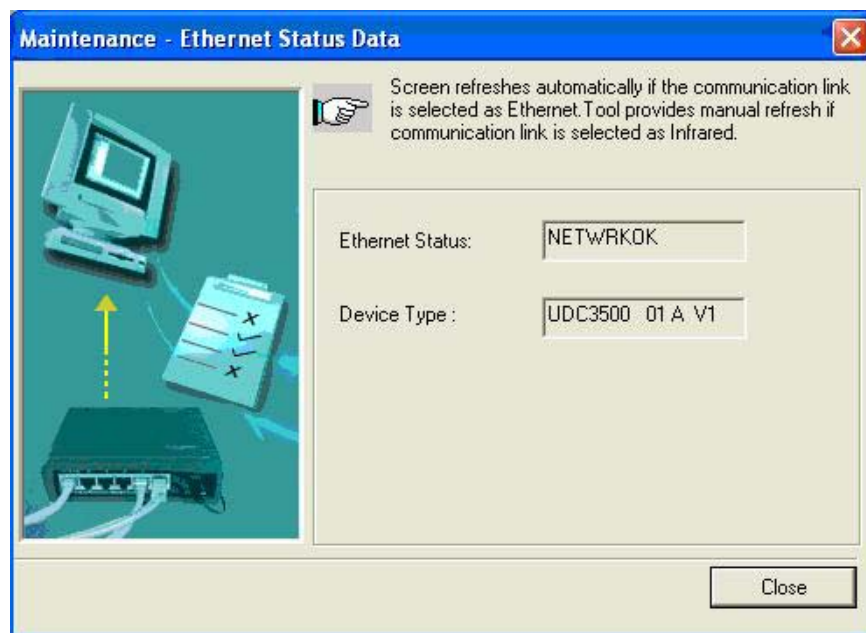 Maintenance - Ethernet Status Data
Screen refreshes automatically if the communication link
is selected as Ethernet.Tool provides manual refresh if
communication link is selected as Infrared.
Ethernet Status: NETWRKOK
Device Type : UDC3500 01 A V1
Close